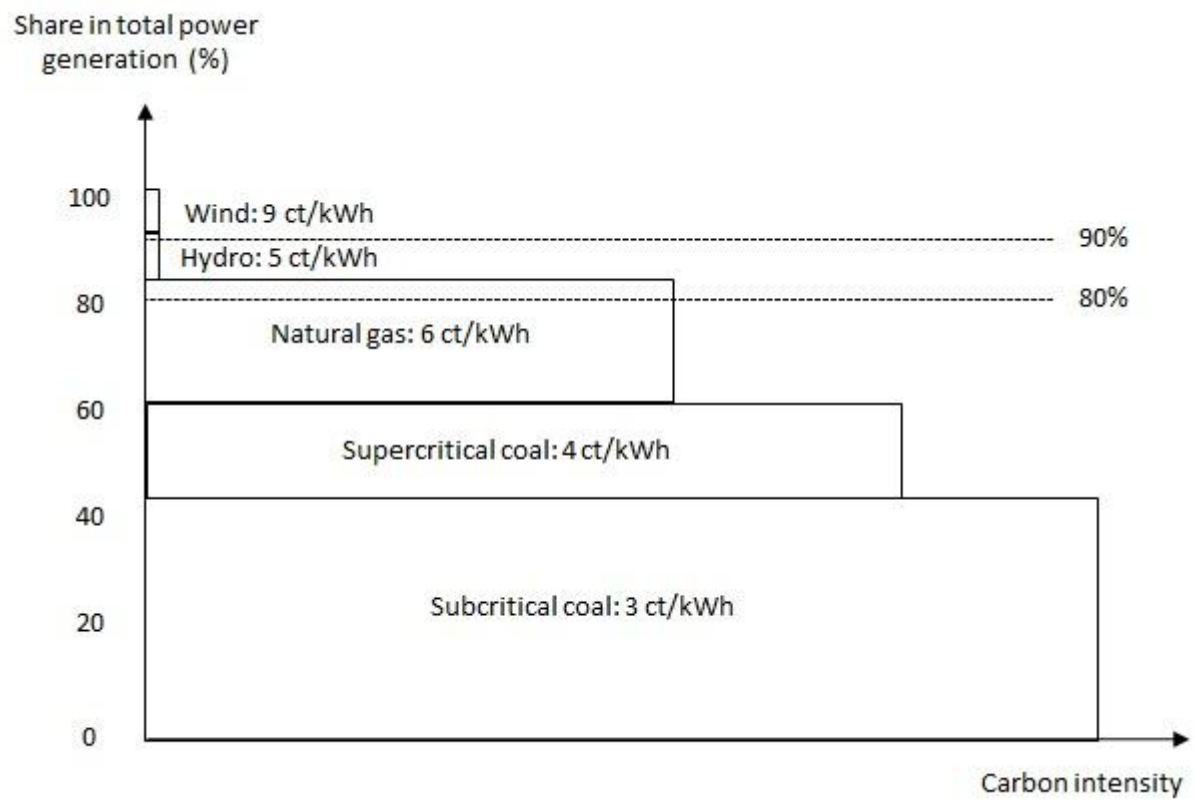 Share in total power
generation (%)
100
Wind: 9 ct/kWh
90%
Hydro: 5 ct/kWh
80
80%
Natural gas: 6 ct/kWh
60
Supercritical coal: 4 ct/kWh
40
Subcritical coal: 3 ct/kWh
20
0
Carbon intensity